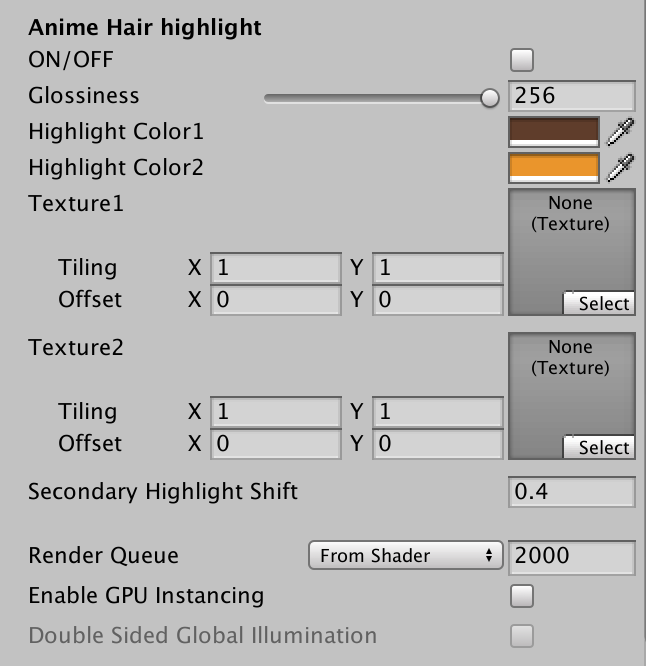 Anime Hair highlight
ON/OFF
Glossiness 256
Highlight Color1
Highlight Color2
Texture1 None
(Texture)
Tiling X 1 Y 1
Offset X 0 Y 0 Select
Texture2 None
(Texture)
Tiling X 1 Y 1
Offset X 0 Y 0 Select
Secondary Highlight Shift 0.4
Render Queue From Shader 2000
Enable GPU Instancing
Double Sided Global Illumination